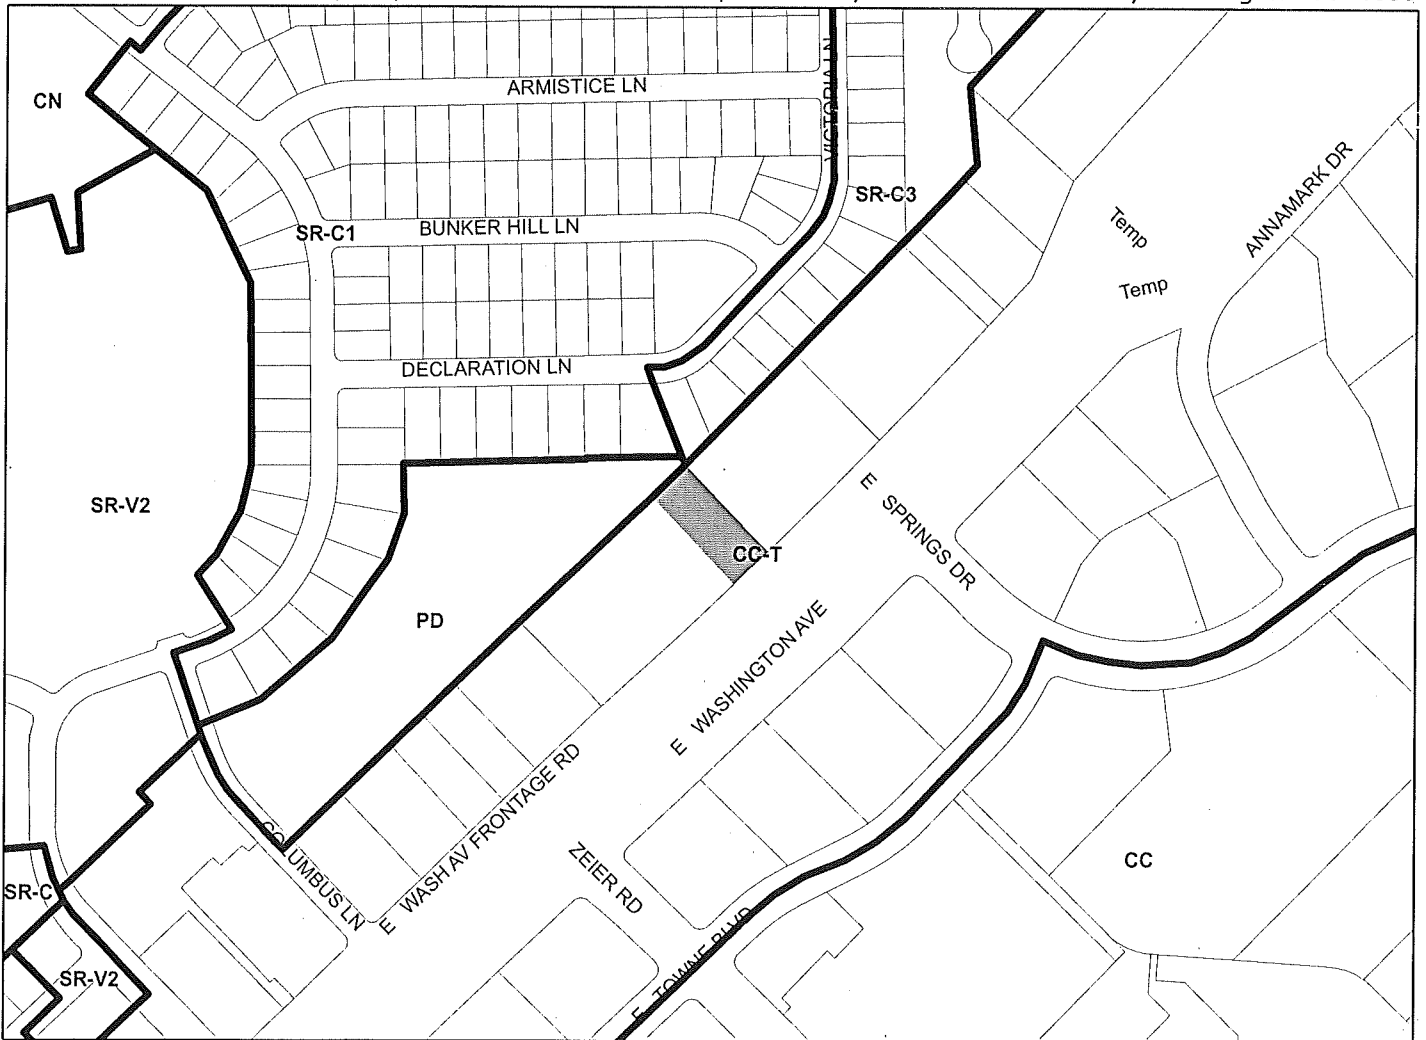 ARMISTICE LN
CN
VICTORIA LN
ANNAMARK DR
SR-C3
Temp
SR-C1
BUNKER HILL LN
Temp
DECLARATION LN
SR-V2
E SPRINGS DR
CC-T
PD
E WASHINGTON AVE
E WASH AV FRONTAGE RD
COLUMBUS LN
ZEIER RD
CC
SR-C
E TOWNE BLVD
SR-V2